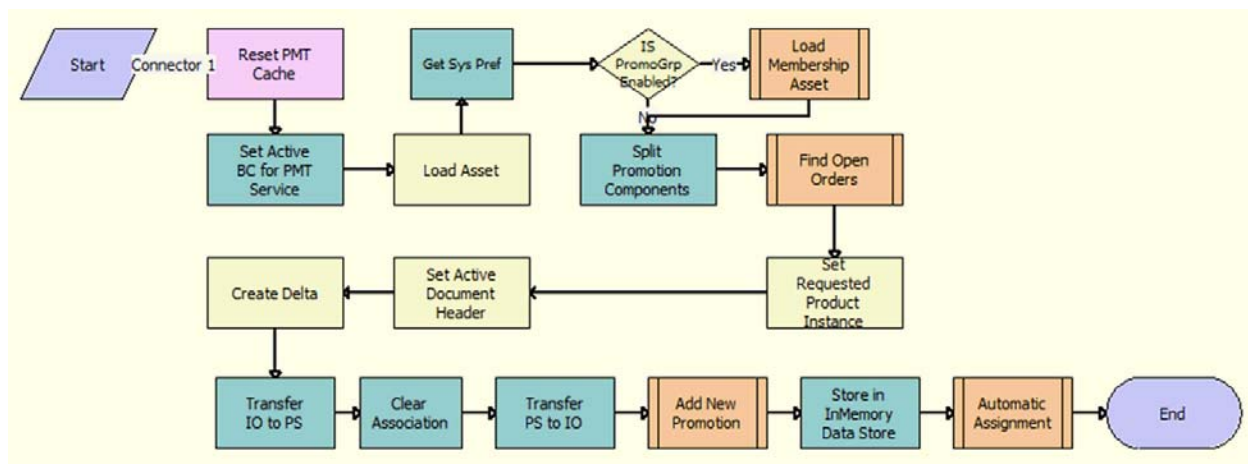 Start
Connector 1
Reset PMT
Cache
Get Sys Pref
IS
PromoGrp
Enabled?
Yes
Load
Membership
Asset
No
Set Active
BC for PMT
Service
Load Asset
Split
Promotion
Components
Find Open
Orders
Create Delta
Set Active
Document
Header
Set
Requested
Product
Instance
Transfer
IO to PS
Clear
Association
Transfer
PS to IO
Add New
Promotion
Store in
InMemory
Data Store
Automatic
Assignment
End